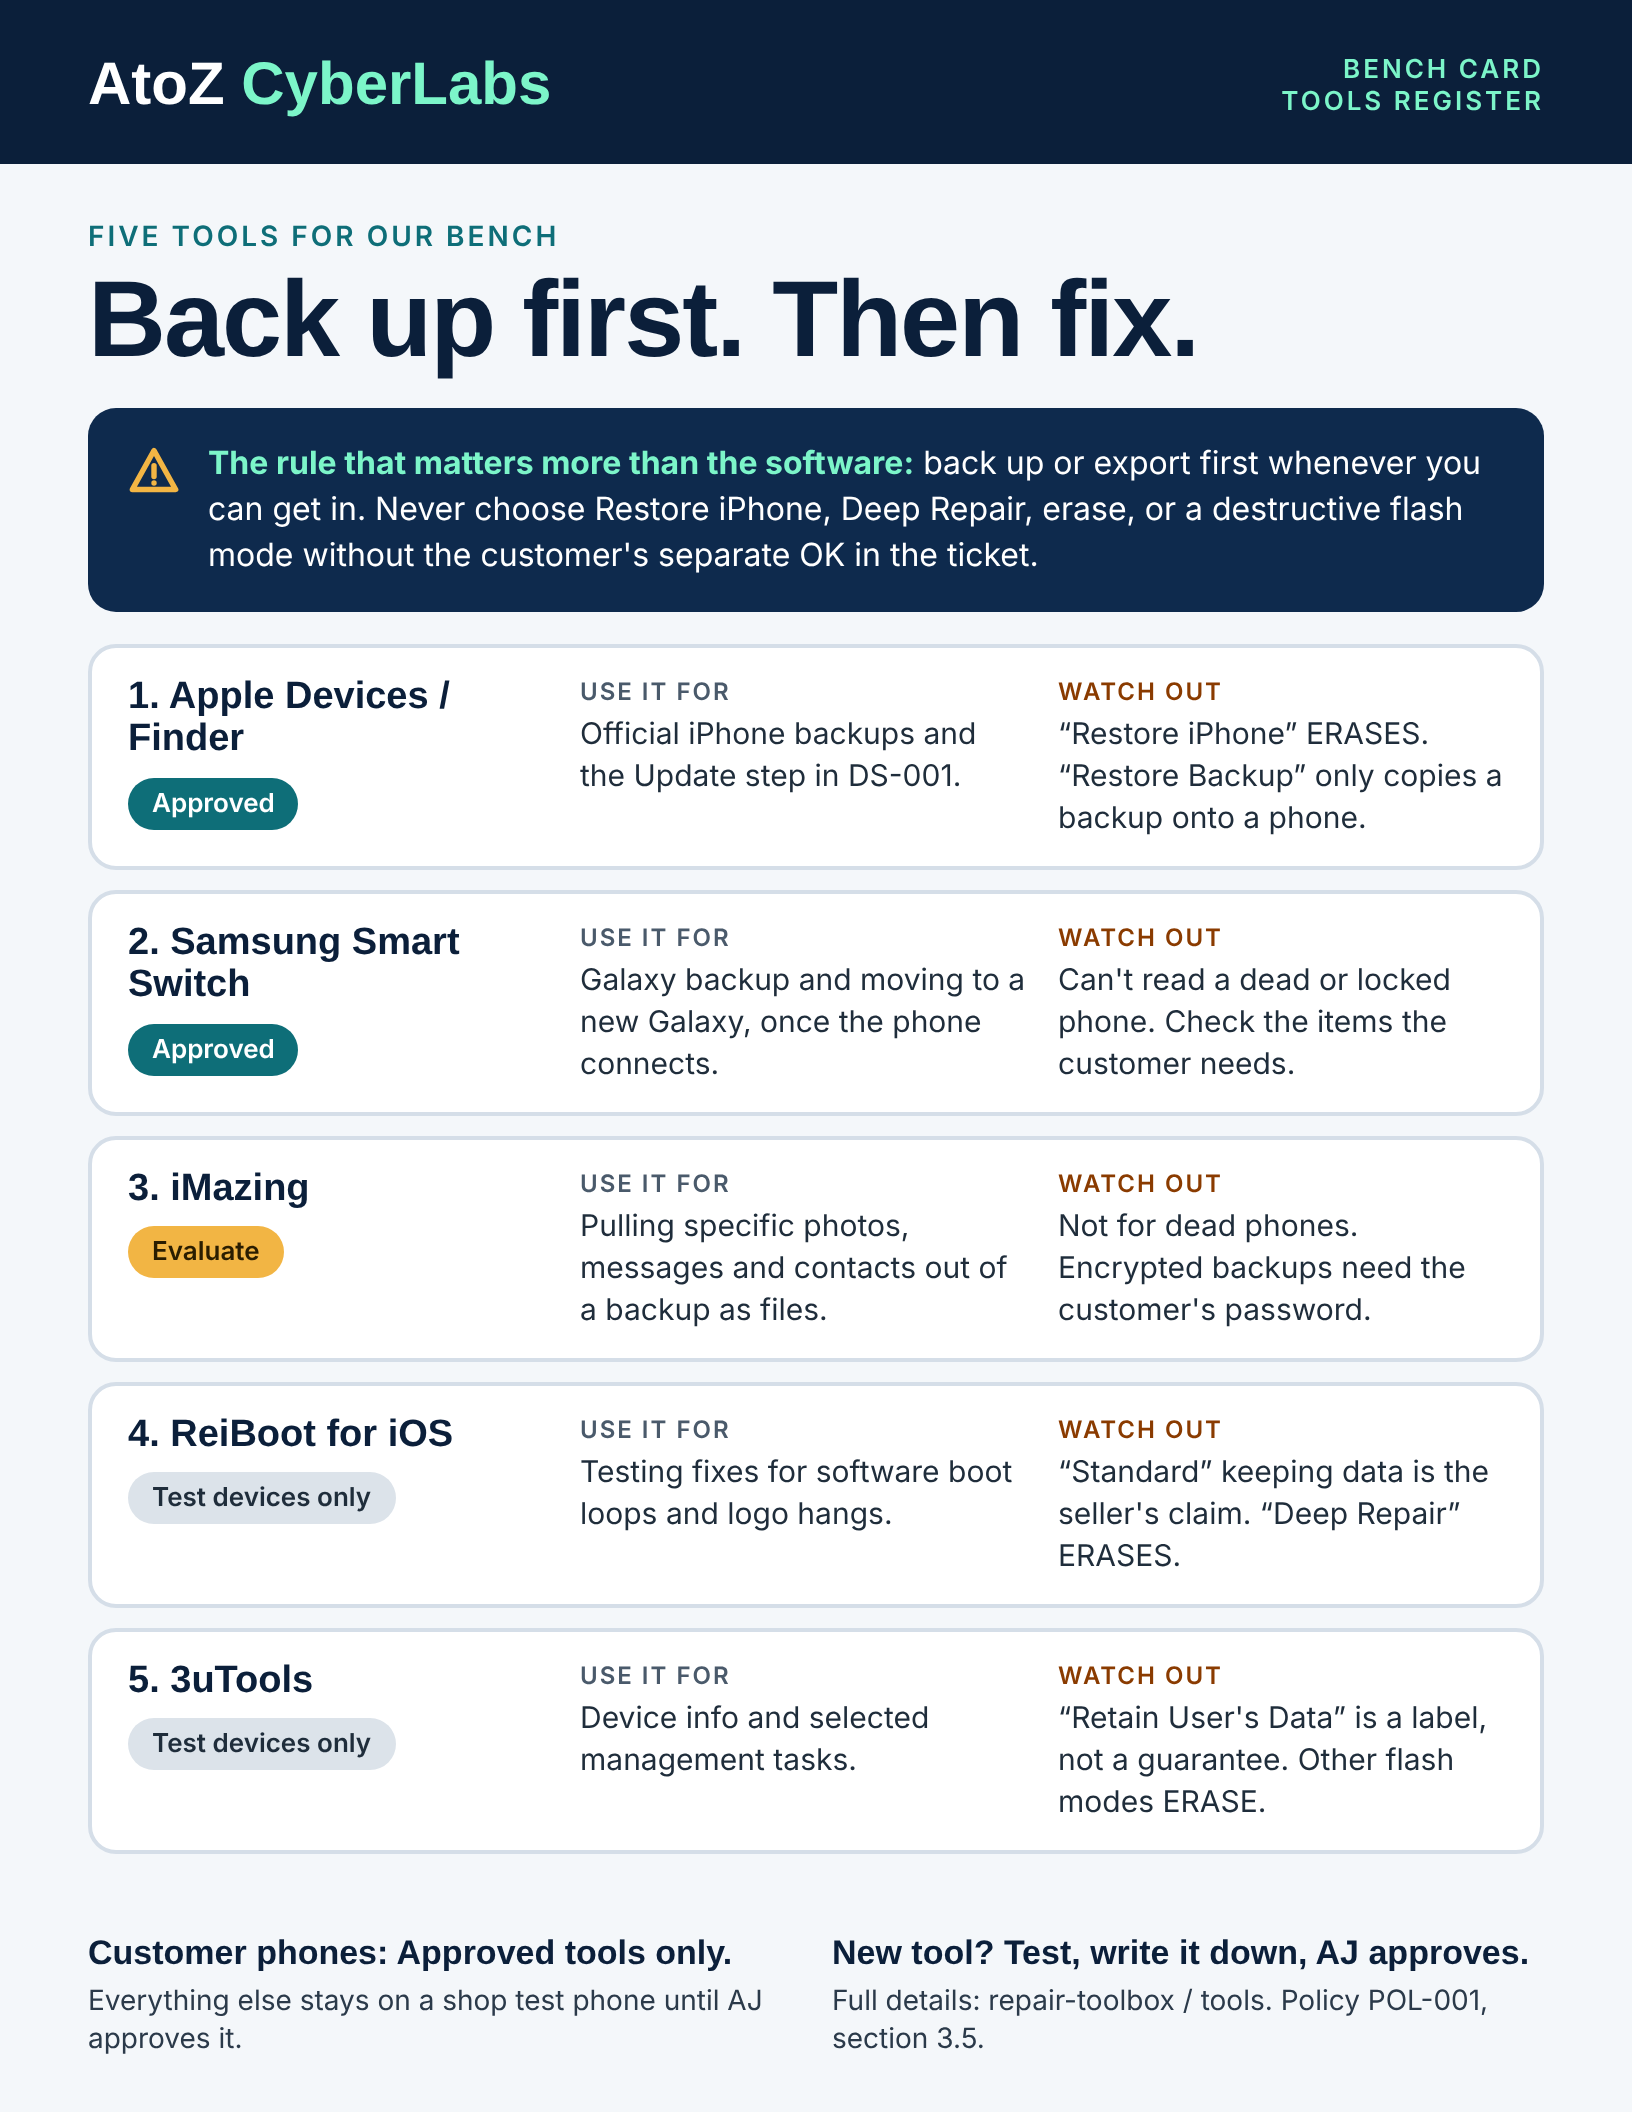 AtoZ CyberLabs
BENCH CARD
TOOLS REGISTER
FIVE TOOLS FOR OUR BENCH
Back up first. Then fix.
The rule that matters more than the software: back up or export first whenever you
can get in. Never choose Restore iPhone, Deep Repair, erase, or a destructive flash
mode without the customer's separate OK in the ticket.
1. Apple Devices /
Finder
Approved
USE IT FOR
Official iPhone backups and
the Update step in DS-001.
WATCH OUT
“Restore iPhone” ERASES.
“Restore Backup” only copies a
backup onto a phone.
2. Samsung Smart
Switch
Approved
USE IT FOR
Galaxy backup and moving to a
new Galaxy, once the phone
connects.
WATCH OUT
Can't read a dead or locked
phone. Check the items the
customer needs.
3. iMazing
Evaluate
USE IT FOR
Pulling specific photos,
messages and contacts out of
a backup as files.
WATCH OUT
Not for dead phones.
Encrypted backups need the
customer's password.
4. ReiBoot for iOS
Test devices only
USE IT FOR
Testing fixes for software boot
loops and logo hangs.
WATCH OUT
“Standard” keeping data is the
seller's claim. “Deep Repair”
ERASES.
5. 3uTools
Test devices only
USE IT FOR
Device info and selected
management tasks.
WATCH OUT
“Retain User's Data” is a label,
not a guarantee. Other flash
modes ERASE.
Customer phones: Approved tools only.
Everything else stays on a shop test phone until AJ
approves it.
New tool? Test, write it down, AJ approves.
Full details: repair-toolbox / tools. Policy POL-001,
section 3.5.